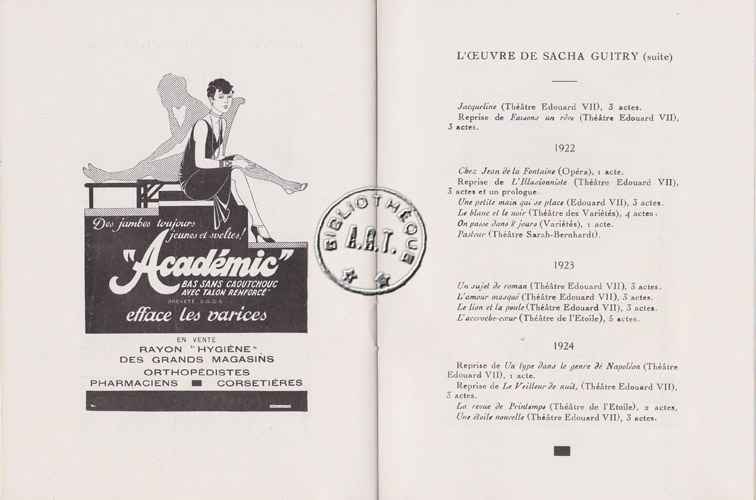 Des jambes toujours
jeunes et sveltes!
"Académic"
BAS SANS CAOUTCHOUC
AVEC TALON RENFORCÉ
BREVETÉ S.G.D.G
efface les varices
EN VENTE
RAYON "HYGIÈNE"
DES GRANDS MAGASINS
ORTHOPÉDISTES
PHARMACIENS ■ CORSETIÈRES
BIBLIOTHÈQUE
A.R.T.
L'ŒUVRE DE SACHA GUITRY (suite)
Jacqueline (Théâtre Edouard VII), 3 actes.
Reprise de Faisons un rêve (Théâtre Edouard VII),
3 actes.
1922
Chez Jean de la Fontaine (Opéra), 1 acte.
Reprise de L'Illusionniste (Théâtre Edouard VII),
3 actes et un prologue.
Une petite main qui se place (Edouard VII), 3 actes.
Le blanc et le noir (Théâtre des Variétés), 4 actes.
On passe dans 8 jours (Variétés), 1 acte.
Pasteur (Théâtre Sarah-Bernhardt).
1923
Un sujet de roman (Théâtre Edouard VII), 3 actes.
L'amour masqué (Théâtre Edouard VII), 3 actes.
Le lion et la poule (Théâtre Edouard VII), 3 actes.
L'accroche-cœur (Théâtre de l'Etoile), 5 actes.
1924
Reprise de Un type dans le genre de Napoléon (Théâtre
Edouard VII), 1 acte.
Reprise de Le Veilleur de nuit, (Théâtre Edouard VII),
3 actes.
La revue de Printemps (Théâtre de l'Etoile), 2 actes,
Une étoile nouvelle (Théâtre Edouard VII), 3 actes.